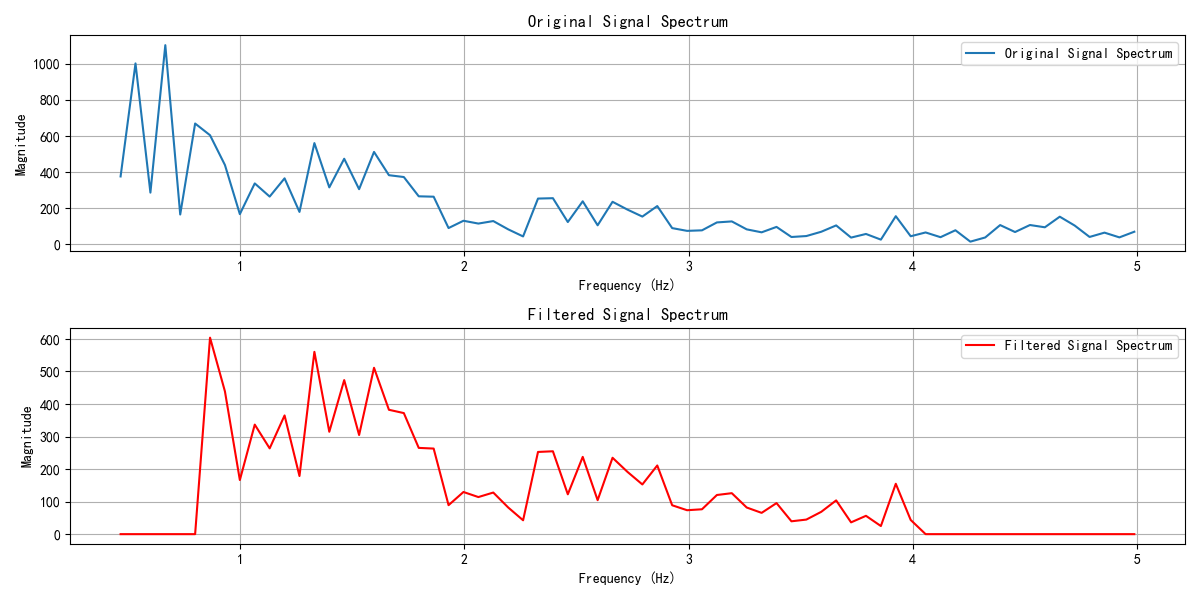 Original Signal Spectrum
Original Signal Spectrum
Magnitude
1000
800
600
400
200
0
1 2 3 4 5
Frequency (Hz)
Filtered Signal Spectrum
Filtered Signal Spectrum
Magnitude
600
500
400
300
200
100
0
1 2 3 4 5
Frequency (Hz)